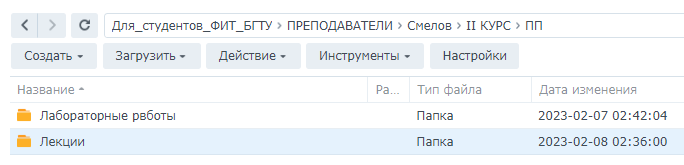 Для_студентов_ФИТ_БГТУ > ПРЕПОДАВАТЕЛИ > Смелов > II КУРС > ПП
Создать Загрузить Действие Инструменты Настройки
Название Ра... Тип файла Дата изменения
Лабораторные рвботы Папка 2023-02-07 02:42:04
Лекции Папка 2023-02-08 02:36:00